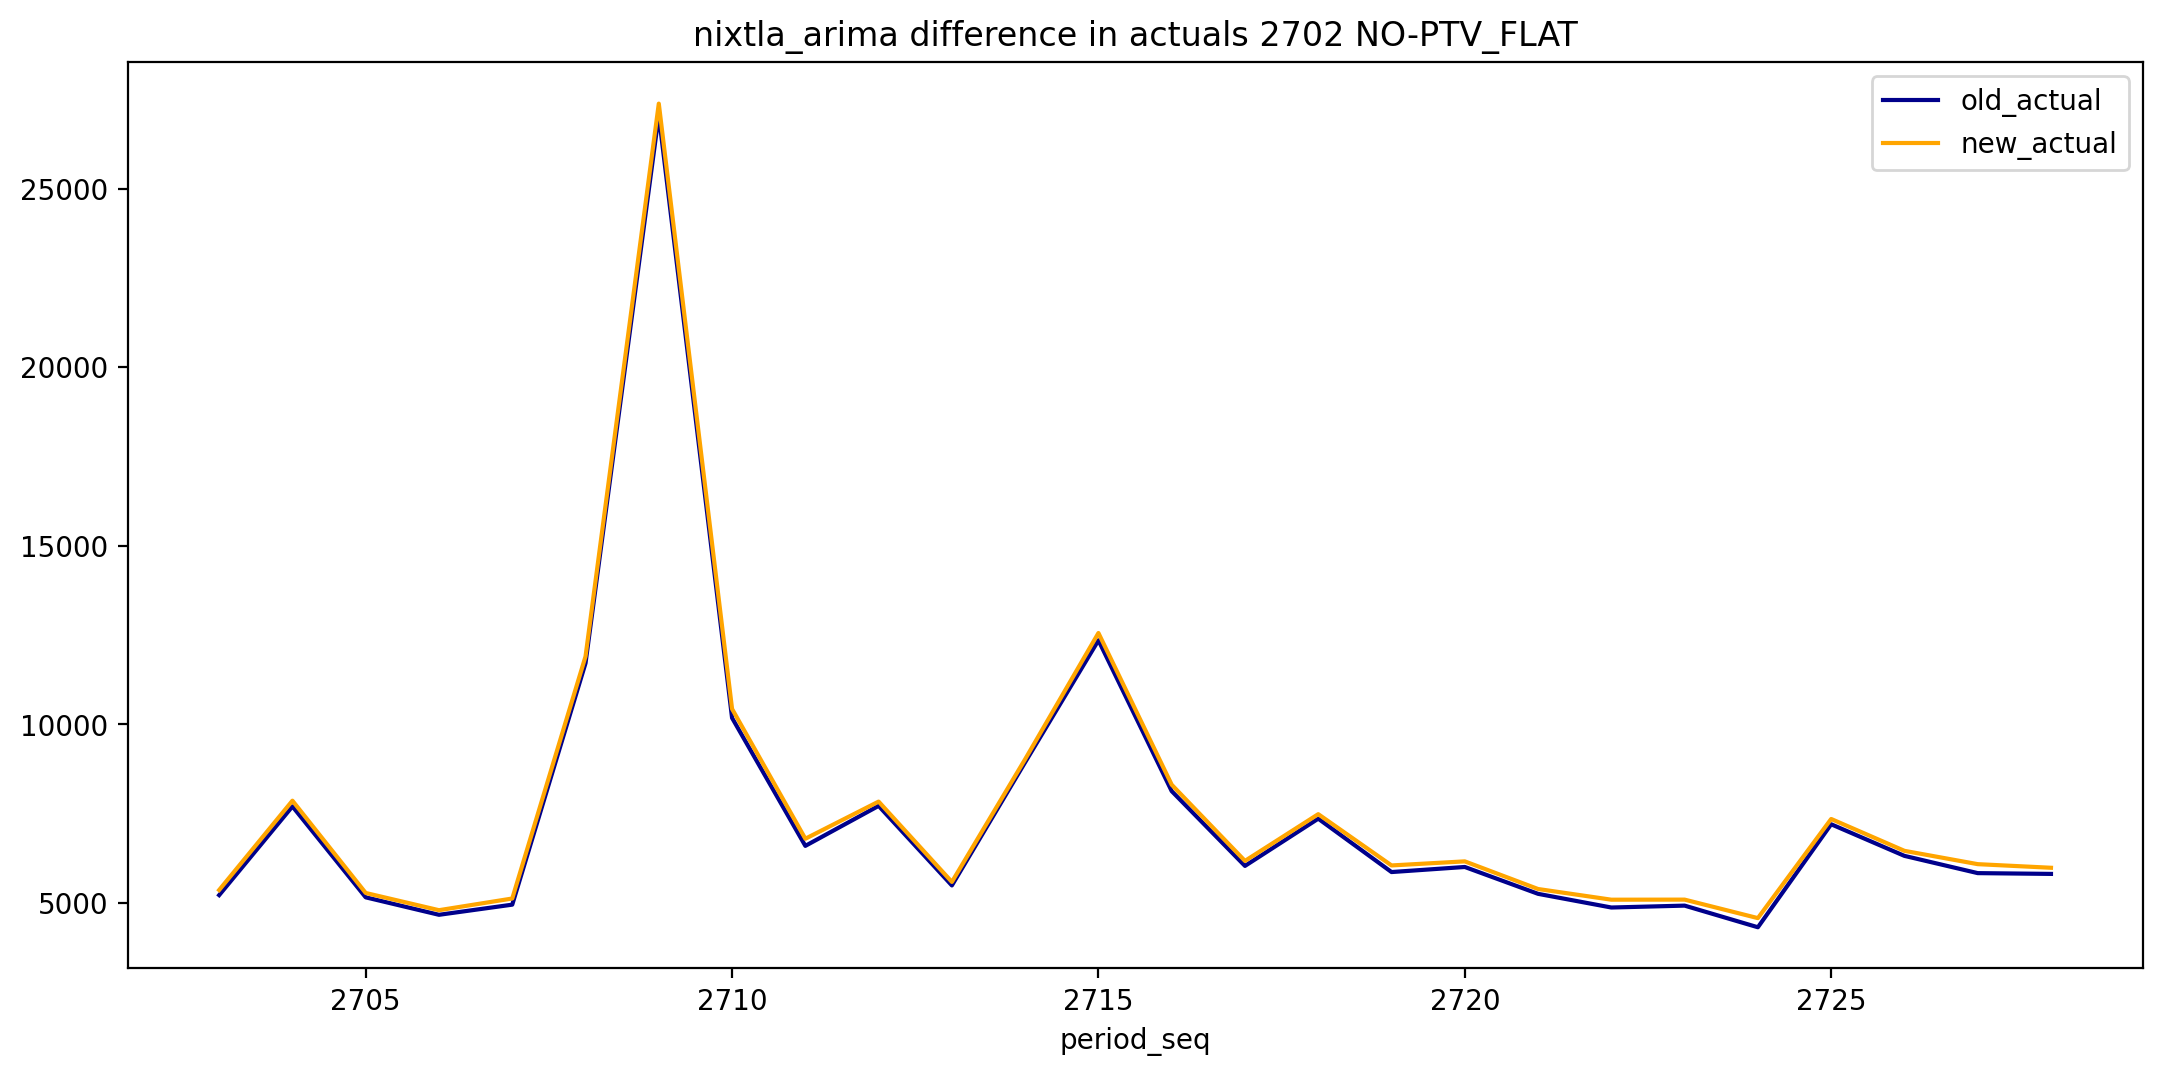 nixtla_arima difference in actuals 2702 NO-PTV_FLAT
old_actual
new_actual
25000
20000
15000
10000
5000
2705 2710 2715 2720 2725
period_seq